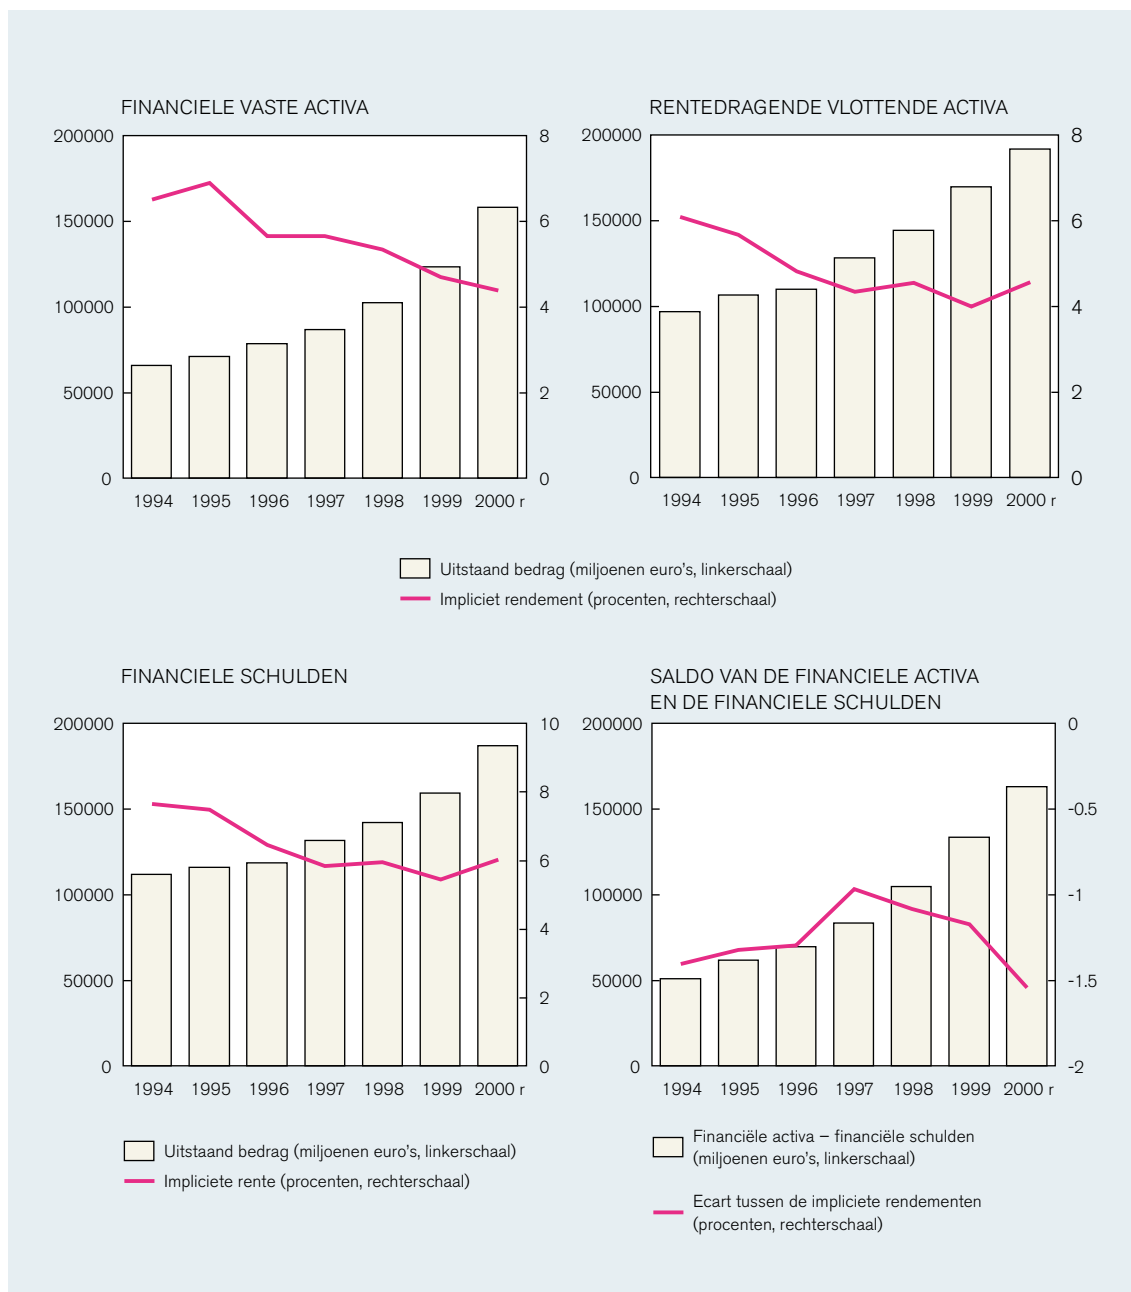 FINANCIELE VASTE ACTIVA
200000
150000
100000
50000
0
8
6
4
2
0
1994 1995 1996 1997 1998 1999 2000 r
RENTEDRAGENDE VLOTTENDE ACTIVA
200000
150000
100000
50000
0
8
6
4
2
0
1994 1995 1996 1997 1998 1999 2000 r
Uitstaand bedrag (miljoenen euro's, linkerschaal)
Impliciet rendement (procenten, rechterschaal)
FINANCIELE SCHULDEN
200000
150000
100000
50000
0
10
8
6
4
2
0
1994 1995 1996 1997 1998 1999 2000 r
Uitstaand bedrag (miljoenen euro's, linkerschaal)
Impliciete rente (procenten, rechterschaal)
SALDO VAN DE FINANCIELE ACTIVA
EN DE FINANCIELE SCHULDEN
200000
150000
100000
50000
0
0
-0.5
-1
-1.5
-2
1994 1995 1996 1997 1998 1999 2000 r
Financiële activa – financiële schulden
(miljoenen euro's, linkerschaal)
Ecart tussen de impliciete rendementen
(procenten, rechterschaal)